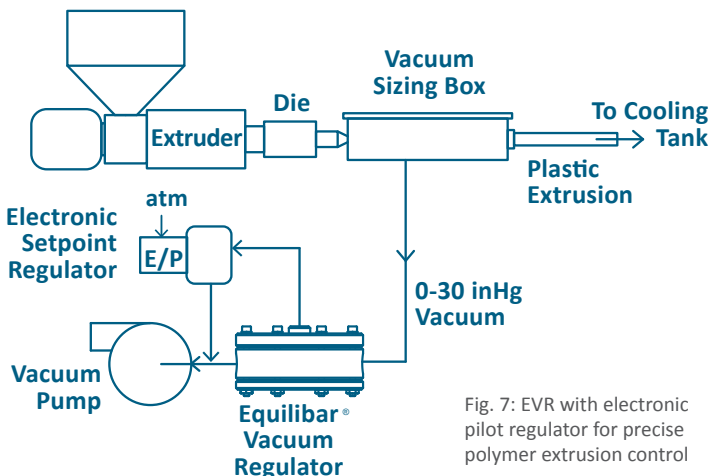 Vacuum
Sizing Box
Die
To Cooling
Tank
Extruder
Plastic
Extrusion
atm
Electronic
Setpoint
Regulator
E/P
0-30 inHg
Vacuum
Vacuum
Pump
Equilibar®
Vacuum
Regulator
Fig. 7: EVR with electronic
pilot regulator for precise
polymer extrusion control